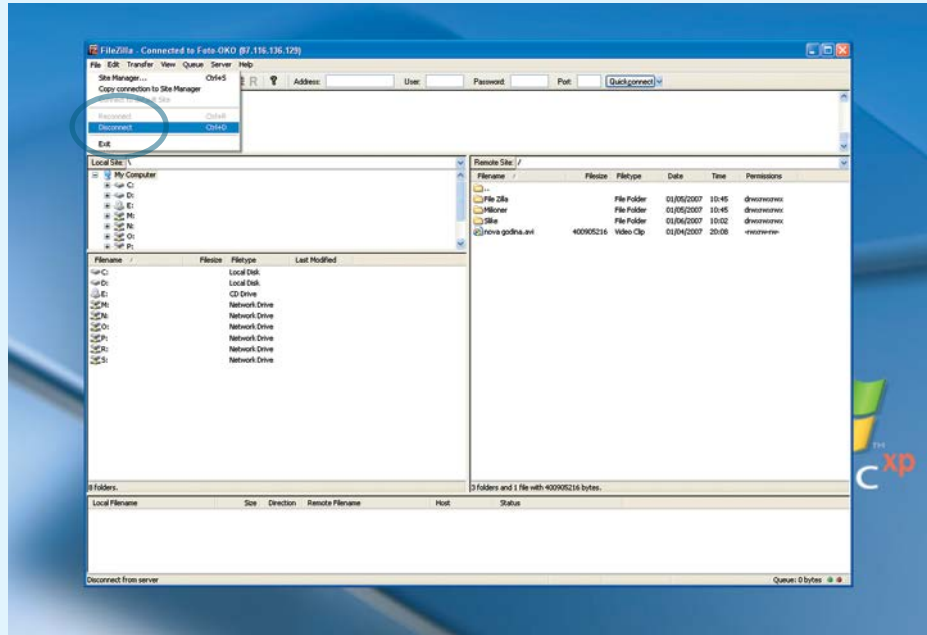 FileZilla - Connected to Foto-OKO (87.116.136.129)
File Edit Transfer View Queue Server Help
Site Manager... Ctrl+S
Copy connection to Site Manager
Connect to default Site
Reconnect Ctrl+R
Disconnect Ctrl+D
Exit
R Address: User: Password: Port: Quickconnect
Local Site: \
My Computer
C:
D:
E:
M:
N:
O:
P:
Remote Site: /
Filename / Filesize Filetype Date Time Permissions
..
File Zilla File Folder 01/05/2007 10:45 drwxrwxrwx
Milioner File Folder 01/05/2007 10:45 drwxrwxrwx
Slike File Folder 01/06/2007 10:02 drwxrwxrwx
nova godina.avi 400905216 Video Clip 01/04/2007 20:08 -rwxrw-rw-
Filename / Filesize Filetype Last Modified
C: Local Disk
D: Local Disk
E: CD Drive
M: Network Drive
N: Network Drive
O: Network Drive
P: Network Drive
R: Network Drive
S: Network Drive
8 folders.
3 folders and 1 file with 400905216 bytes.
Local Filename Size Direction Remote Filename Host Status
Disconnect from server
Queue: 0 bytes
TM
xp
C